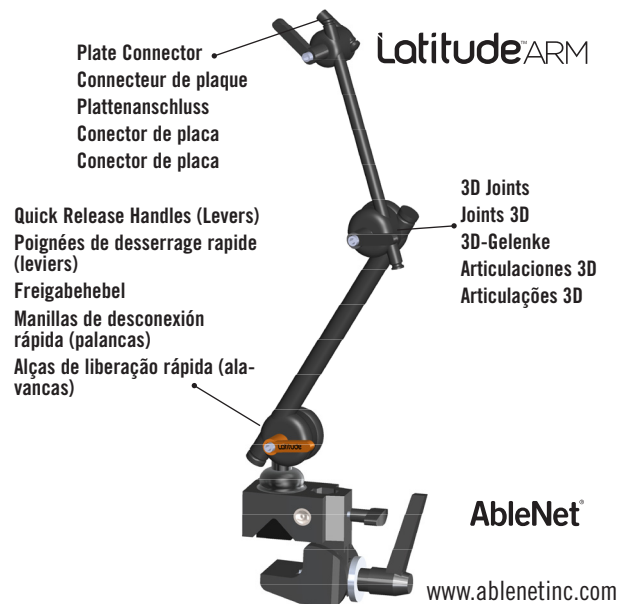 Plate Connector
Connecteur de plaque
Plattenanschluss
Conector de placa
Conector de placa
Latitude™ ARM
3D Joints
Joints 3D
3D-Gelenke
Articulaciones 3D
Articulações 3D
Quick Release Handles (Levers)
Poignées de desserrage rapide
(leviers)
Freigabehebel
Manillas de desconexión
rápida (palancas)
Alças de liberação rápida (ala-
vancas)
Latitude
AbleNet®
www.ablenetinc.com